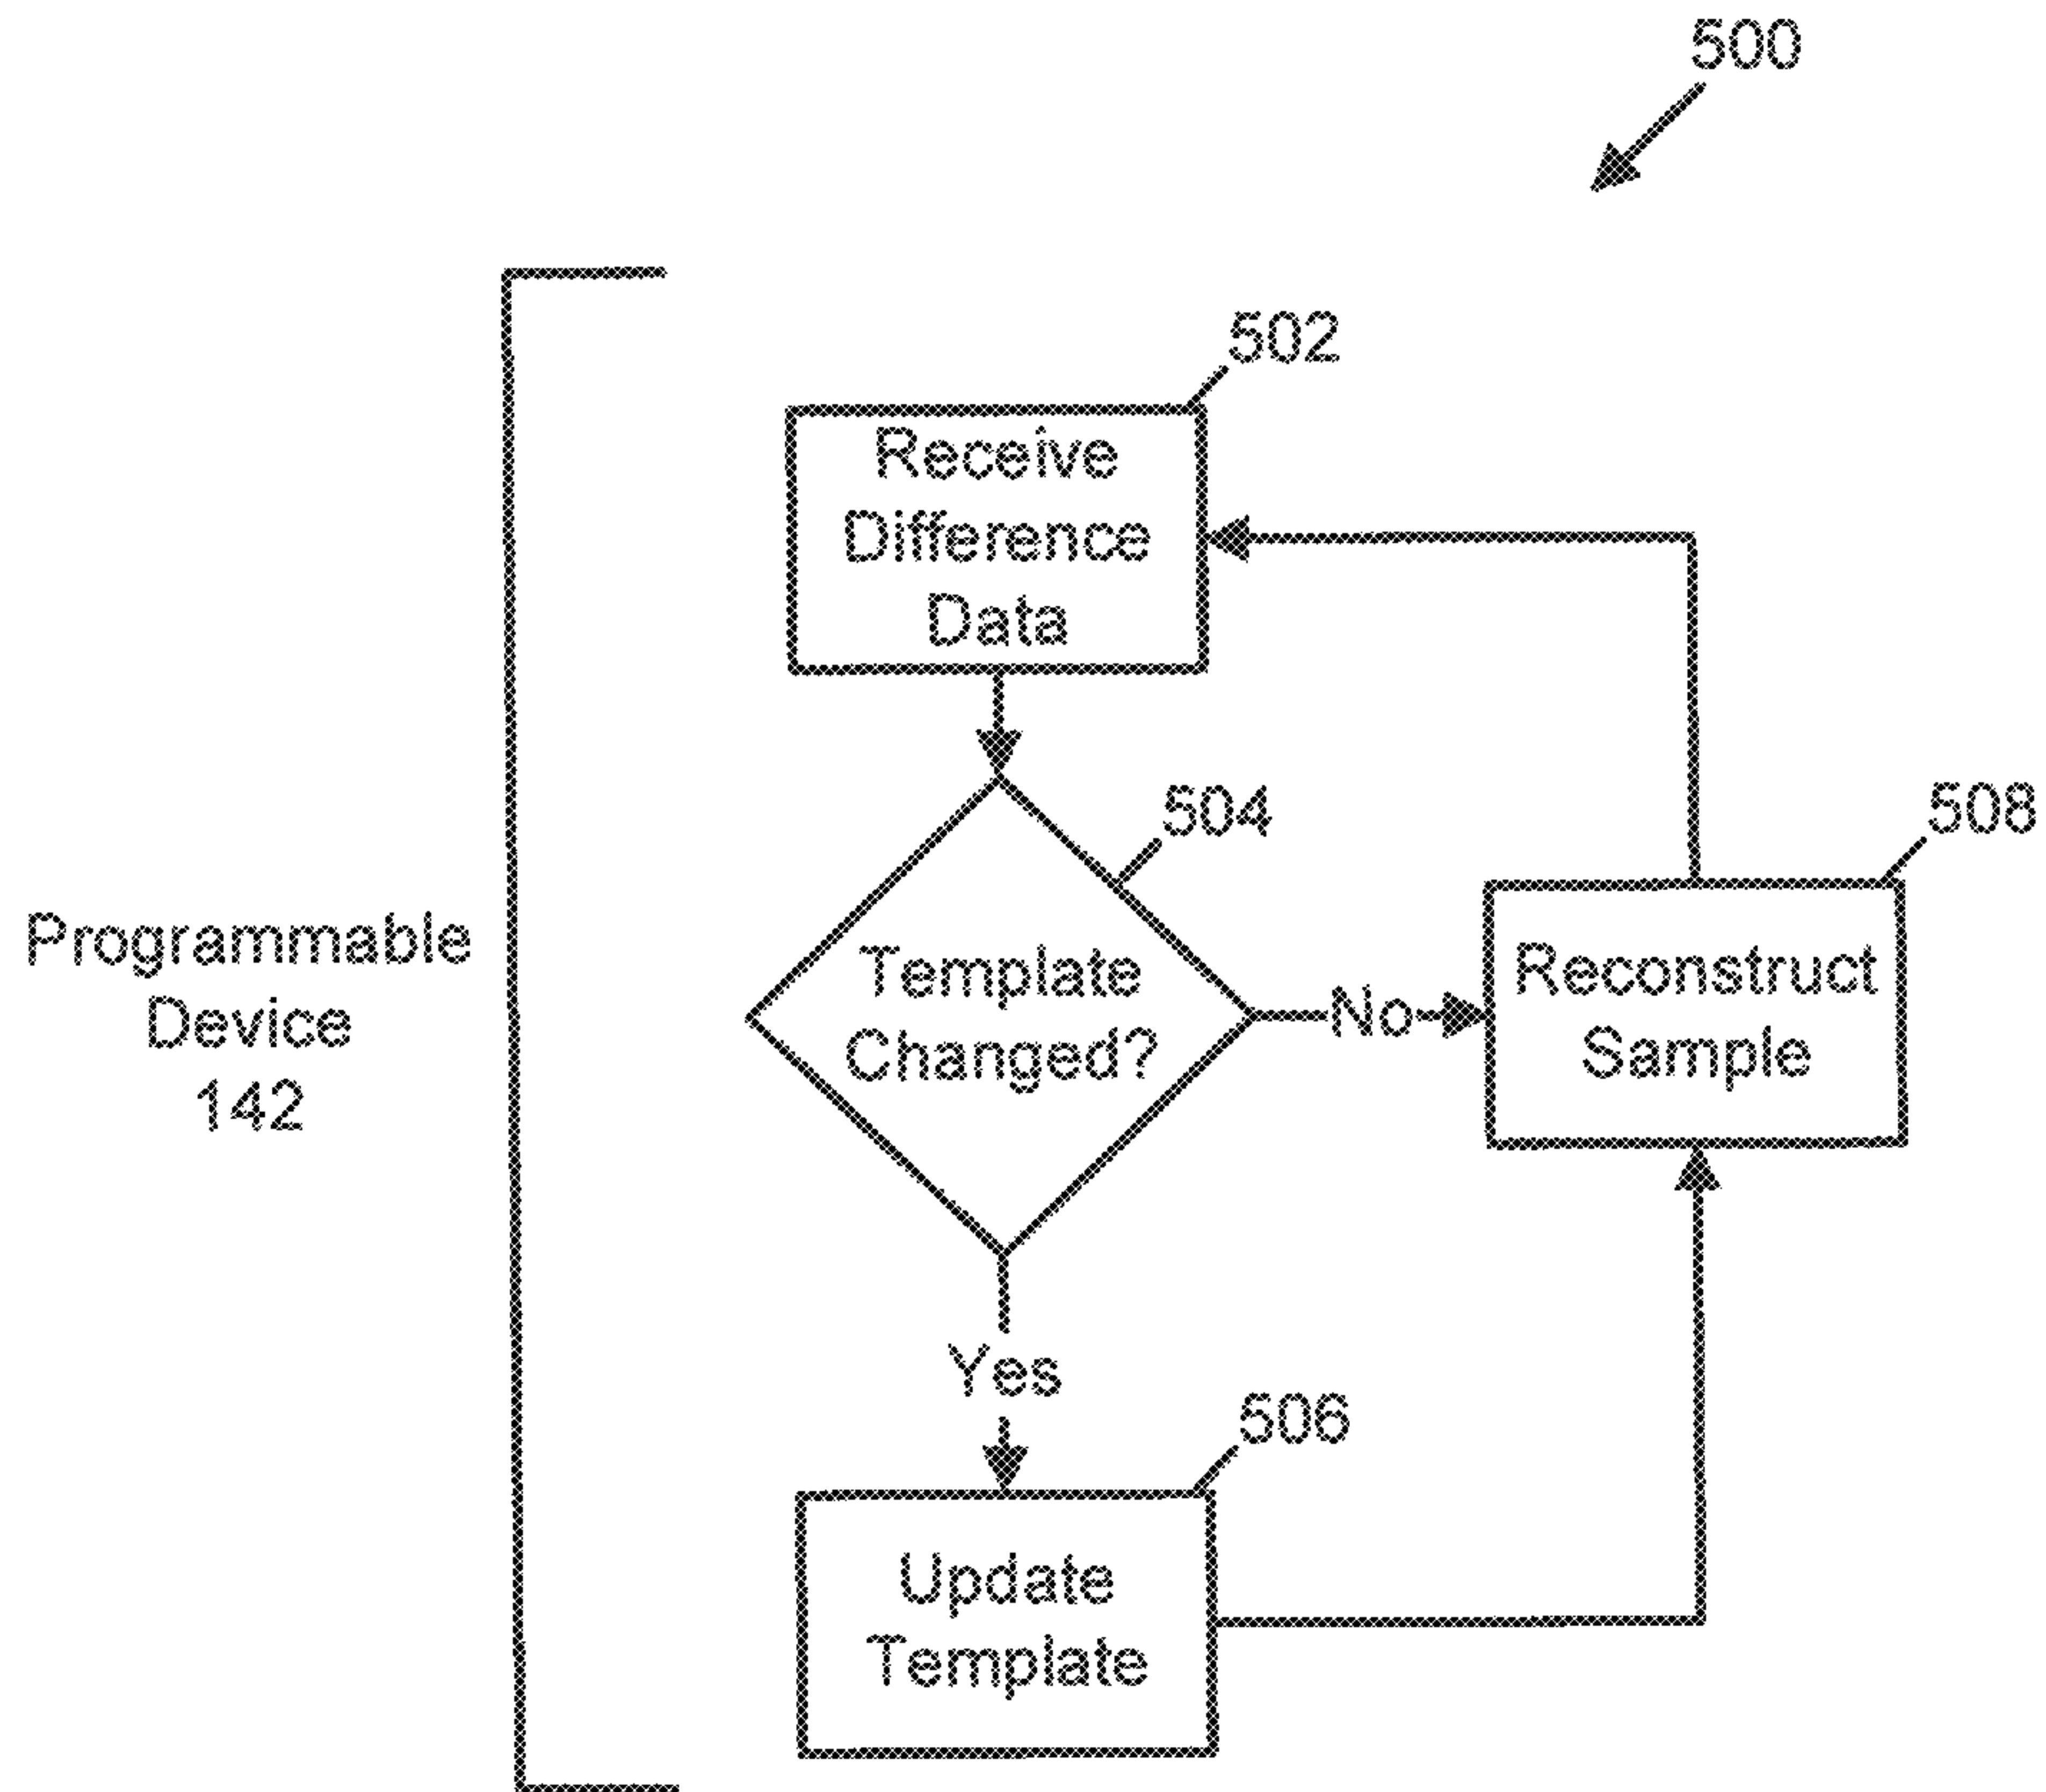 500
502
Receive
Difference
Data
504
508
Programmable
Device
142
Template
Changed?
No
Reconstruct
Sample
Yes
506
Update
Template